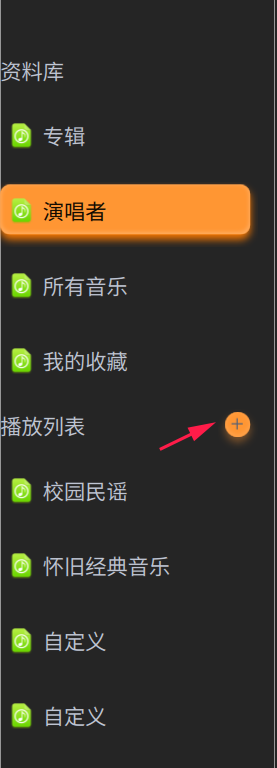 资料库
专辑
演唱者
所有音乐
我的收藏
播放列表
校园民谣
怀旧经典音乐
自定义
自定义